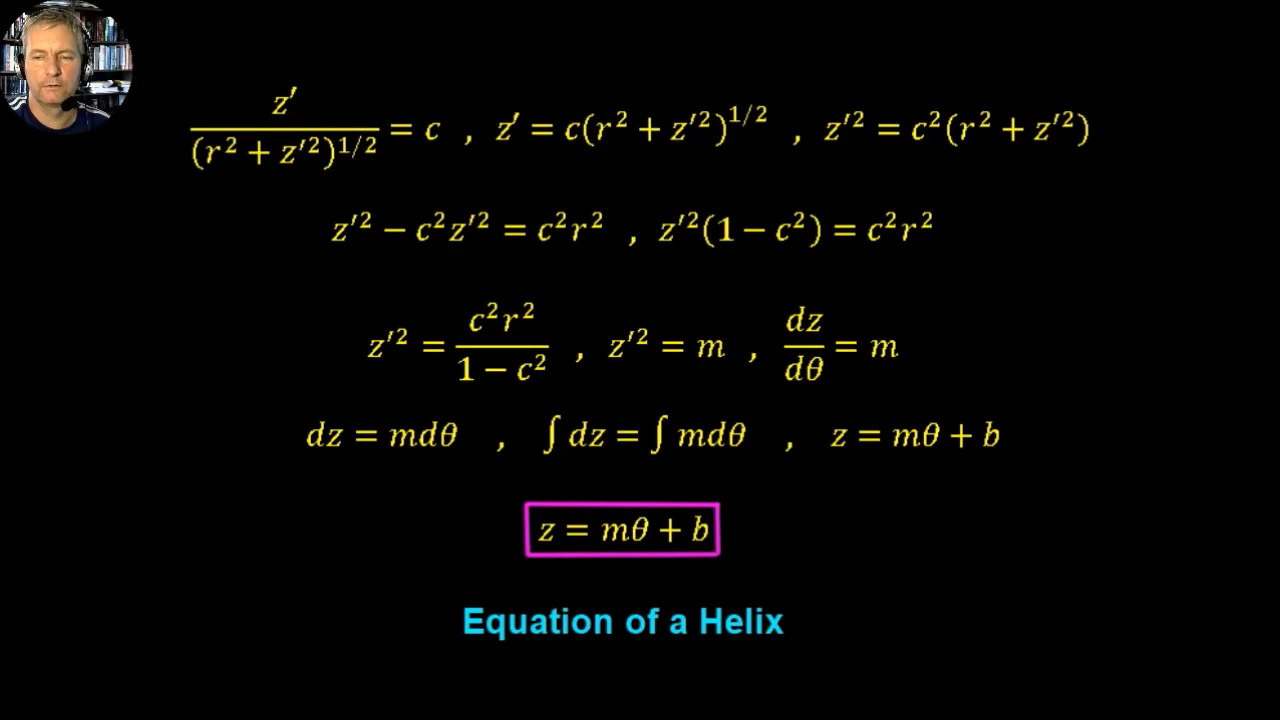 z′/(r² + z′²)^1/2 = c , z′ = c(r² + z′²)^1/2 , z′² = c²(r² + z′²)
z′² − c²z′² = c²r² , z′²(1 − c²) = c²r²
z′² = c²r²/(1 − c²) , z′² = m , dz/dθ = m
dz = mdθ , ∫ dz = ∫ mdθ , z = mθ + b
z = mθ + b
Equation of a Helix